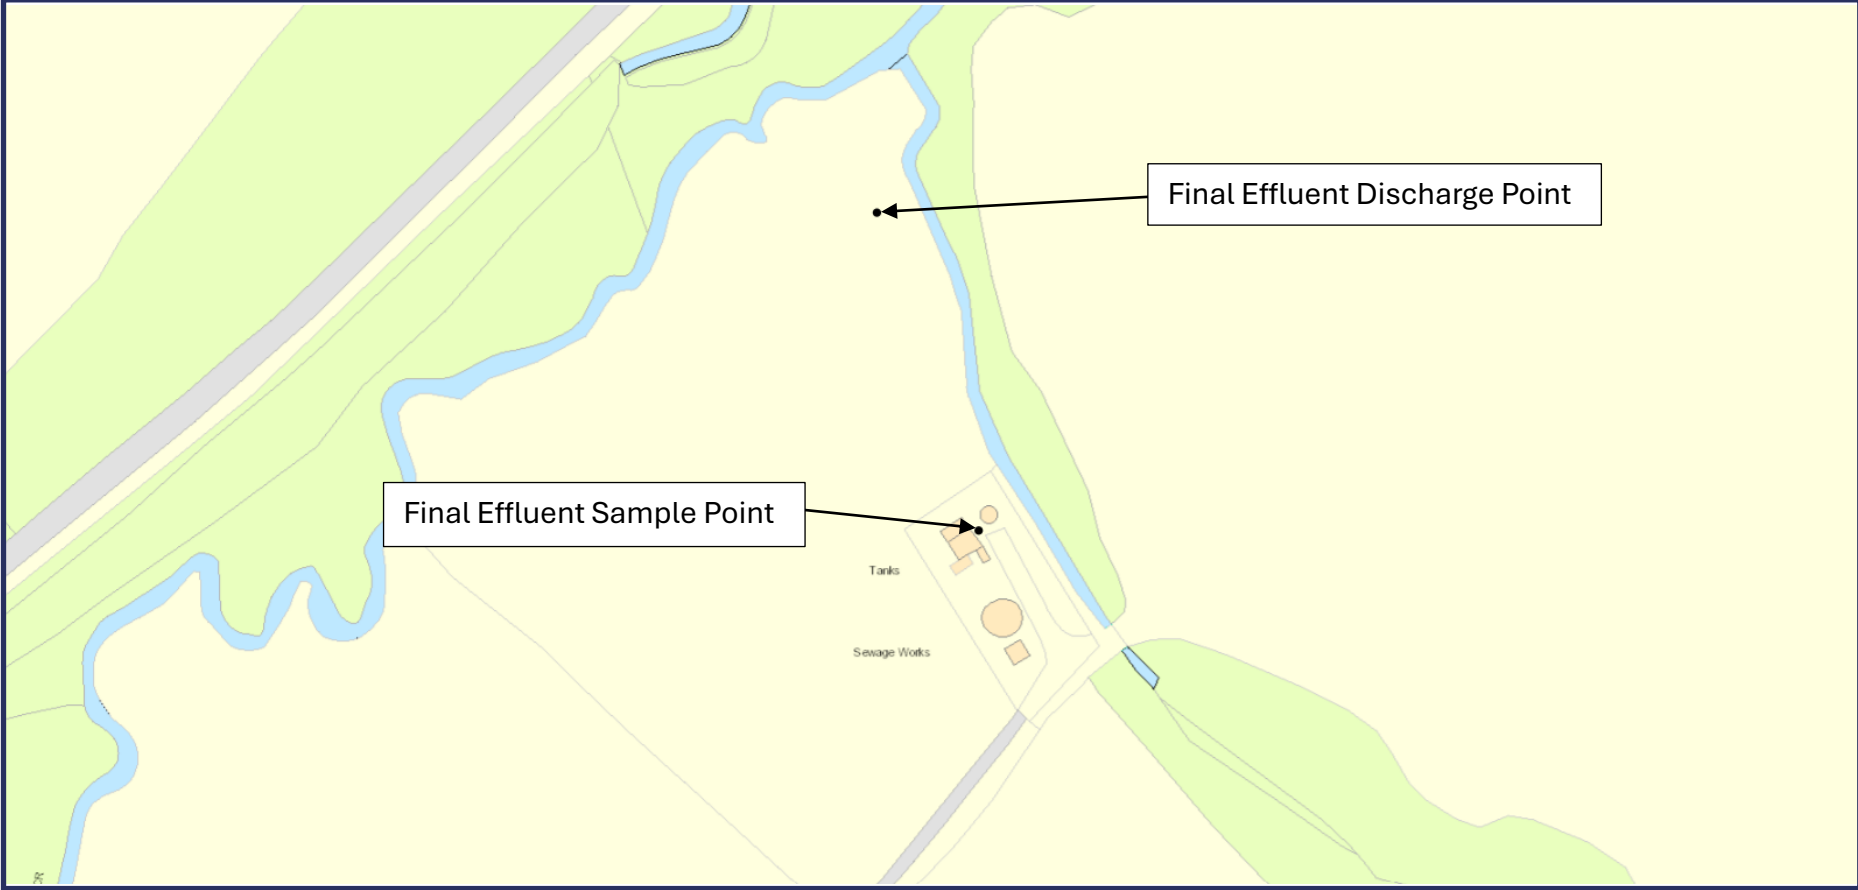 Final Effluent Discharge Point
Final Effluent Sample Point
Tanks
Sewage Works